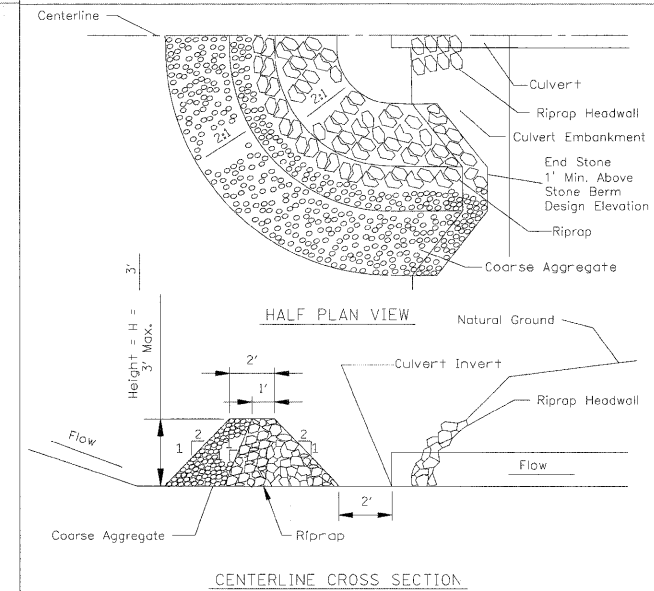 Centerline
2:1
2:1
Culvert
Riprap Headwall
Culvert Embankment
End Stone
1' Min. Above
Stone Berm
Design Elevation
Riprap
Coarse Aggregate
HALF PLAN VIEW
3'
Height = H =
3' Max.
2'
1'
Natural Ground
Culvert Invert
Riprap Headwall
Flow
1
2
2
1
Flow
2'
Coarse Aggregate
Riprap
CENTERLINE CROSS SECTION